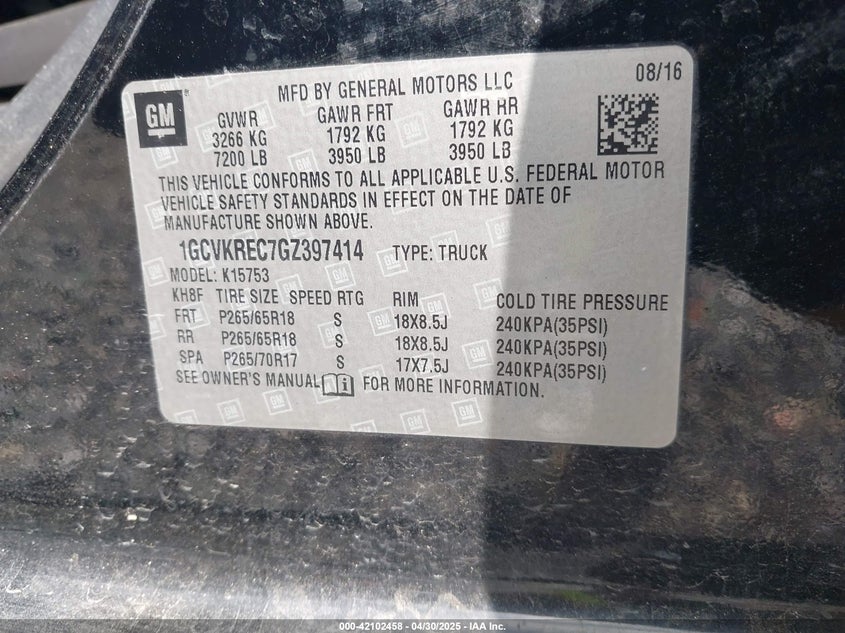 MFD BY GENERAL MOTORS LLC 08/16
GM
GVWR GAWR FRT GAWR RR
3266 KG 1792 KG 1792 KG
7200 LB 3950 LB 3950 LB
THIS VEHICLE CONFORMS TO ALL APPLICABLE U.S. FEDERAL MOTOR
VEHICLE SAFETY STANDARDS IN EFFECT ON THE DATE OF
MANUFACTURE SHOWN ABOVE.
1GCVKREC7GZ397414 TYPE: TRUCK
MODEL: K15753
KH8F TIRE SIZE SPEED RTG RIM COLD TIRE PRESSURE
FRT P265/65R18 S 18X8.5J 240KPA(35PSI)
RR P265/65R18 S 18X8.5J 240KPA(35PSI)
SPA P265/70R17 S 17X7.5J 240KPA(35PSI)
SEE OWNER'S MANUAL FOR MORE INFORMATION.
000-42102458 - 04/30/2025 - IAA Inc.